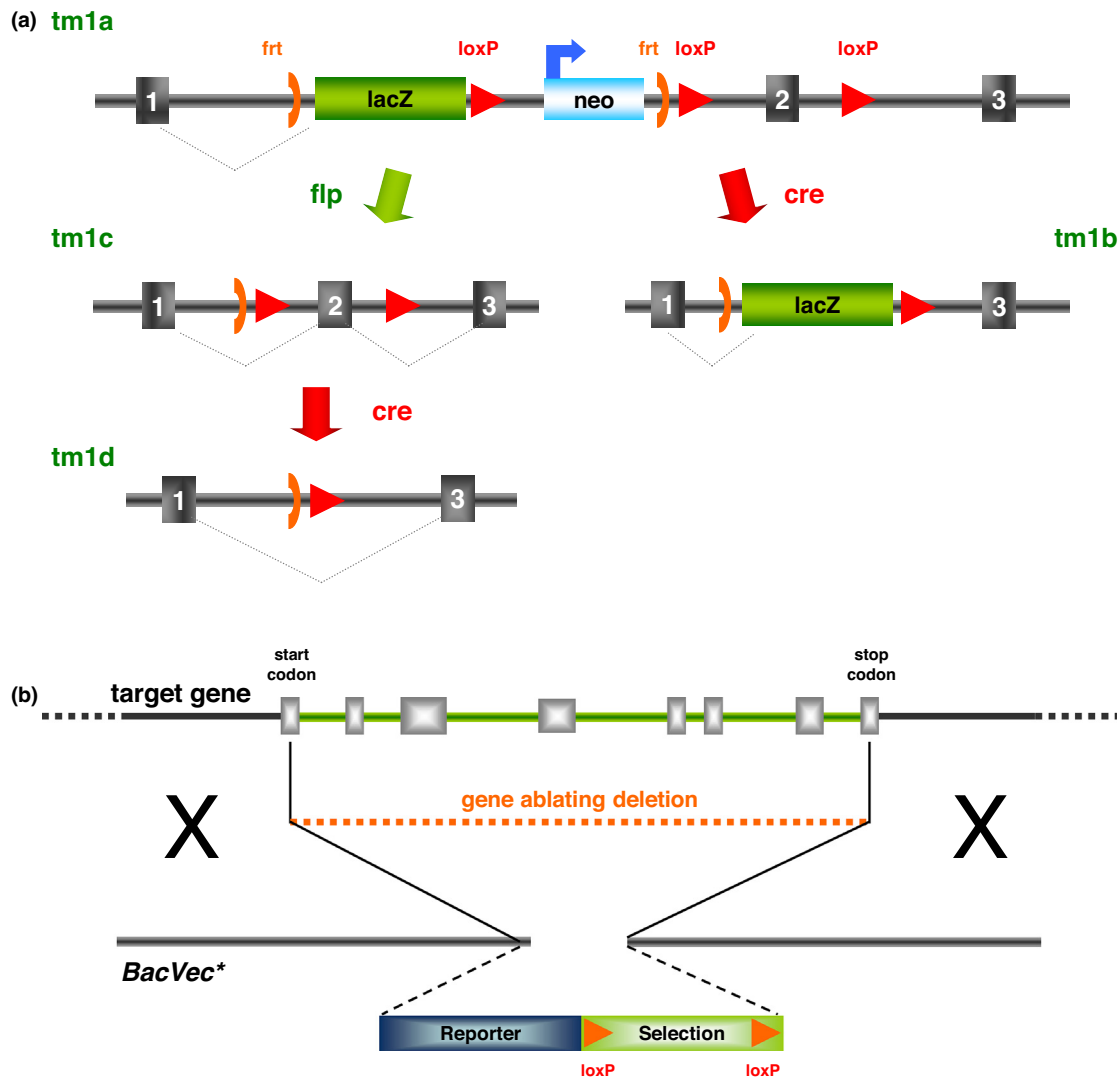 (a) tm1a
frt loxP frt loxP loxP
1 lacZ neo 2 3
flp cre
tm1c tm1b
1 2 3 1 lacZ 3
cre
tm1d
1 3
start codon
stop codon
(b) target gene
gene ablating deletion
X X
BacVec*
Reporter Selection
loxP loxP